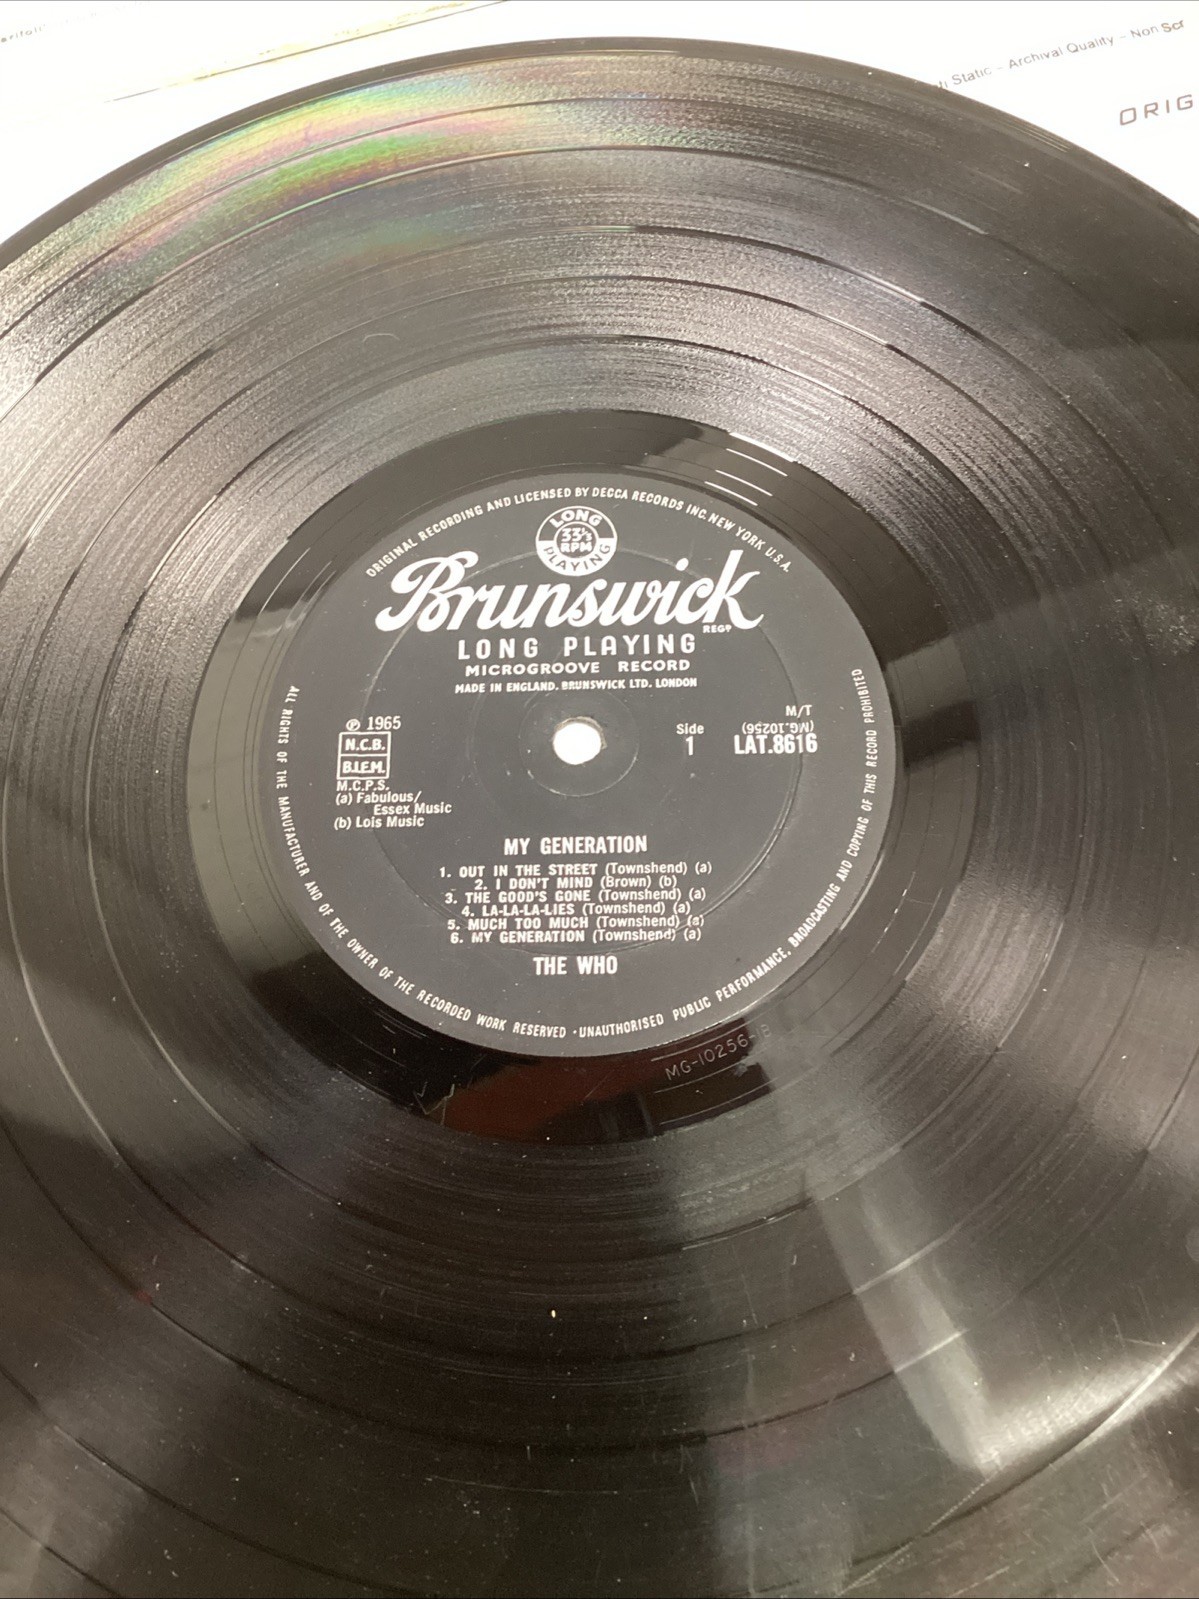 Static - Archival Quality - Non Scr
ORIG
ORIGINAL RECORDING AND LICENSED BY DECCA RECORDS INC. NEW YORK U.S.A.
LONG
33⅓
RPM
PLAYING
Brunswick
REGD
LONG PLAYING
MICROGROOVE RECORD
MADE IN ENGLAND. BRUNSWICK LTD. LONDON
℗ 1965
N.C.B.
B.I.E.M.
M.C.P.S.
(a) Fabulous/
Essex Music
(b) Lois Music
Side
1
M/T
(MG.10256)
LAT.8616
MY GENERATION
1. OUT IN THE STREET (Townshend) (a)
2. I DON'T MIND (Brown) (b)
3. THE GOOD'S GONE (Townshend) (a)
4. LA-LA-LA-LIES (Townshend) (a)
5. MUCH TOO MUCH (Townshend) (a)
6. MY GENERATION (Townshend) (a)
THE WHO
ALL RIGHTS OF THE MANUFACTURER AND OF THE OWNER OF THE RECORDED WORK RESERVED · UNAUTHORISED PUBLIC PERFORMANCE, BROADCASTING AND COPYING OF THIS RECORD PROHIBITED
MG-10256-1B